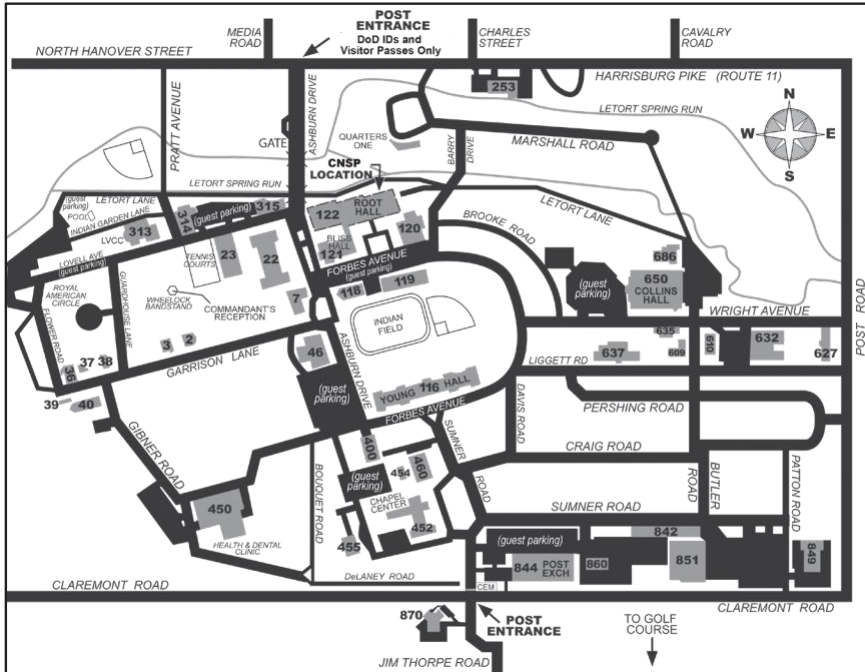 POST
ENTRANCE
DoD IDs and
Visitor Passes Only
MEDIA
ROAD
CHARLES
STREET
CAVALRY
ROAD
NORTH HANOVER STREET
HARRISBURG PIKE (ROUTE 11)
253
LETORT SPRING RUN
N
W
E
S
PRATT AVENUE
ASHBURN DRIVE
GATE
QUARTERS
ONE
BARRY
DRIVE
MARSHALL ROAD
CNSP
LOCATION
LETORT SPRING RUN
LETORT LANE
(guest
parking)
POOL
INDIAN GARDEN LANE
313
LVCC
314
(guest parking)
315
122
ROOT
HALL
BLISS
HALL
121
120
LETORT LANE
BROOKE ROAD
LOVELL AVE
(guest parking)
FORBES AVENUE
(guest parking)
686
650
COLLINS
HALL
(guest
parking)
TENNIS
COURTS
23
22
ROYAL
AMERICAN
CIRCLE
GUARDHOUSE LANE
WHEELOCK
BANDSTAND
COMMANDANT'S
RECEPTION
7
118
119
INDIAN
FIELD
WRIGHT AVENUE
POST ROAD
FLOWER ROAD
3
2
46
ASHBURN DRIVE
635
637
609
610
632
627
LIGGETT RD
36
37
38
GARRISON LANE
39
40
(guest
parking)
YOUNG 116 HALL
FORBES AVENUE
DAVIS ROAD
PERSHING ROAD
GIBNER ROAD
SUMNER
ROAD
CRAIG ROAD
400
454
460
(guest
parking)
CHAPEL
CENTER
452
455
BOUQUET ROAD
450
HEALTH & DENTAL
CLINIC
BUTLER
ROAD
PATTON ROAD
SUMNER ROAD
(guest parking)
842
844 POST
EXCH
860
851
849
DeLANEY ROAD
CEM
CLAREMONT ROAD
CLAREMONT ROAD
870
POST
ENTRANCE
TO GOLF
COURSE
JIM THORPE ROAD